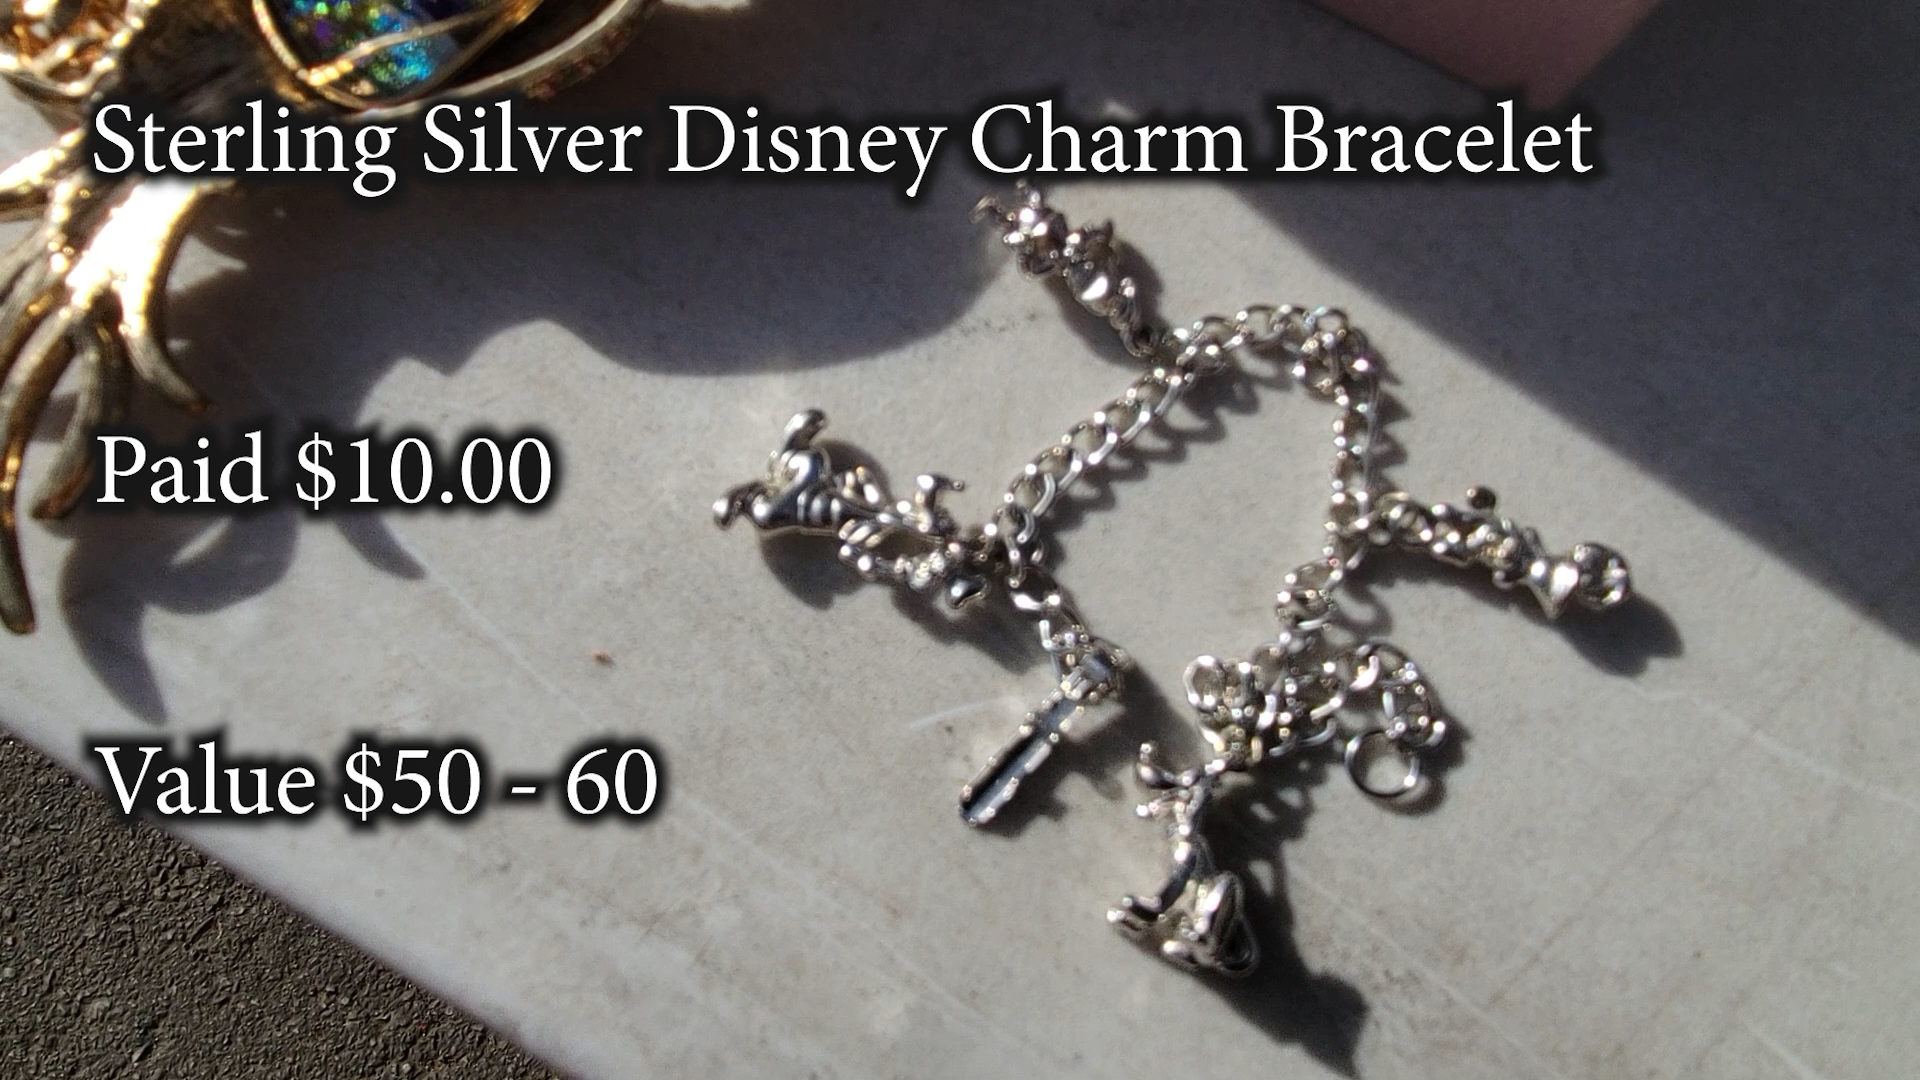 Sterling Silver Disney Charm Bracelet
Paid $10.00
Value $50 - 60